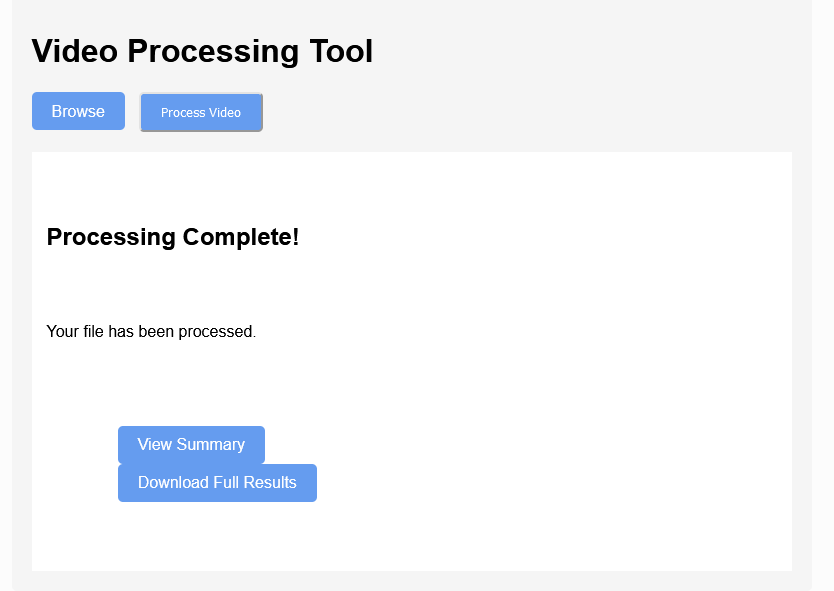 Video Processing Tool
Browse
Process Video
Processing Complete!
Your file has been processed.
View Summary
Download Full Results